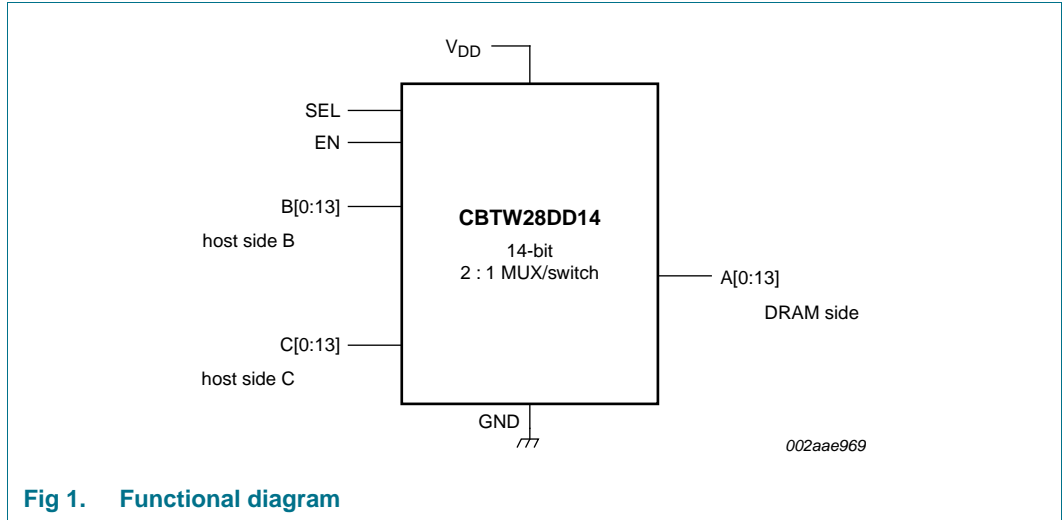 VDD
SEL
EN
B[0:13]
host side B
CBTW28DD14
14-bit
2 : 1 MUX/switch
A[0:13]
DRAM side
C[0:13]
host side C
GND
002aae969
Fig 1. Functional diagram